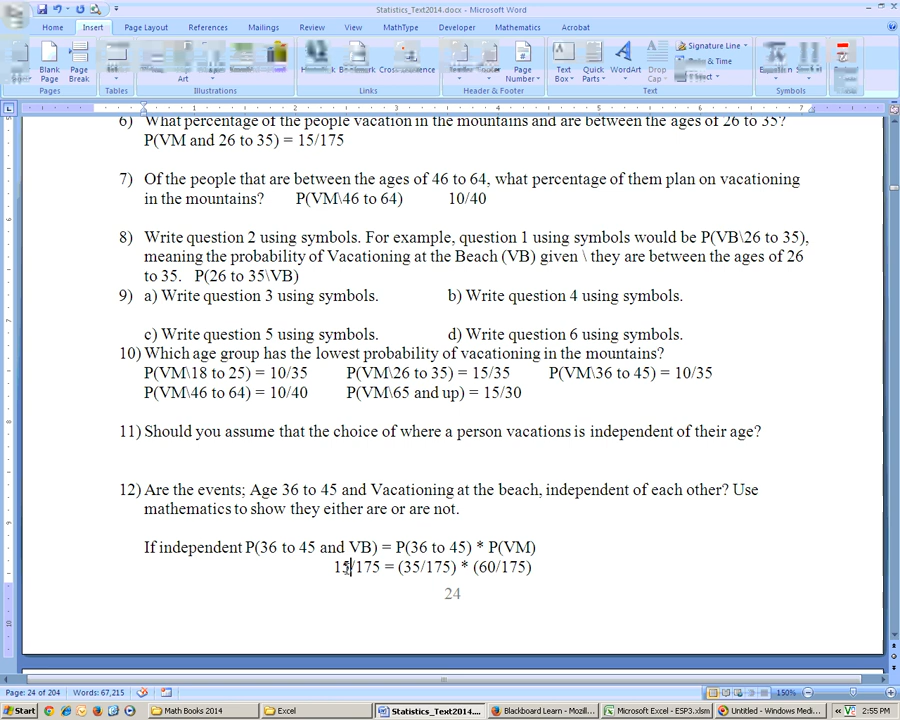 Statistics_Text2014.docx - Microsoft Word
Home Insert Page Layout References Mailings Review View MathType Developer Mathematics Acrobat
Blank Page
Page Break
Art
Cross-reference
Page Number
Text Box
Quick Parts
WordArt
Drop Cap
Signature Line
& Time
Pages Tables Illustrations Links Header & Footer Text Symbols
6) What percentage of the people vacation in the mountains and are between the ages of 26 to 35?
P(VM and 26 to 35) = 15/175
7) Of the people that are between the ages of 46 to 64, what percentage of them plan on vacationing
in the mountains? P(VM\46 to 64) 10/40
8) Write question 2 using symbols. For example, question 1 using symbols would be P(VB\26 to 35),
meaning the probability of Vacationing at the Beach (VB) given \ they are between the ages of 26
to 35. P(26 to 35\VB)
9) a) Write question 3 using symbols. b) Write question 4 using symbols.
c) Write question 5 using symbols. d) Write question 6 using symbols.
10) Which age group has the lowest probability of vacationing in the mountains?
P(VM\18 to 25) = 10/35 P(VM\26 to 35) = 15/35 P(VM\36 to 45) = 10/35
P(VM\46 to 64) = 10/40 P(VM\65 and up) = 15/30
11) Should you assume that the choice of where a person vacations is independent of their age?
12) Are the events; Age 36 to 45 and Vacationing at the beach, independent of each other? Use
mathematics to show they either are or are not.
If independent P(36 to 45 and VB) = P(36 to 45) * P(VM)
15/175 = (35/175) * (60/175)
24
Page: 24 of 204 Words: 67,215 150%
Start Math Books 2014 Excel Statistics_Text2014.... Blackboard Learn - Mozil... Microsoft Excel - ESP3.xlsm Untitled - Windows Medi... 2:55 PM